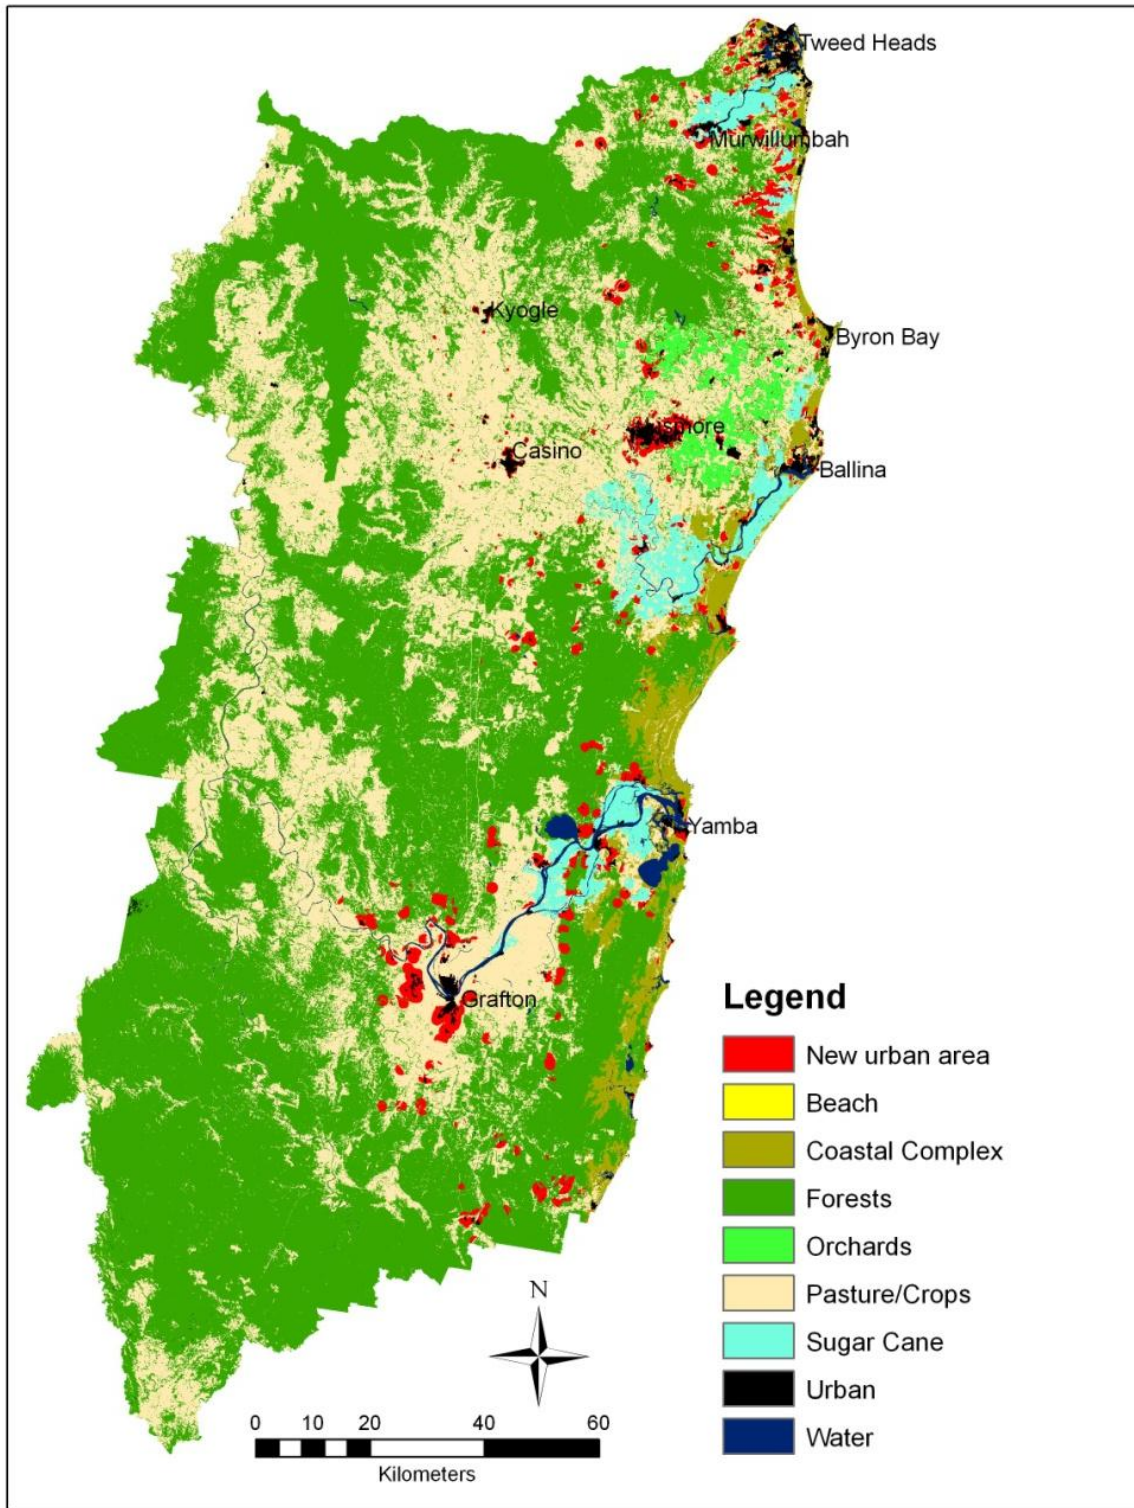 Tweed Heads
Murwillumbah
Kyogle
Byron Bay
Lismore
Casino
Ballina
Yamba
Grafton
Legend
New urban area
Beach
Coastal Complex
Forests
Orchards
Pasture/Crops
Sugar Cane
Urban
Water
N
0 10 20 40 60
Kilometers